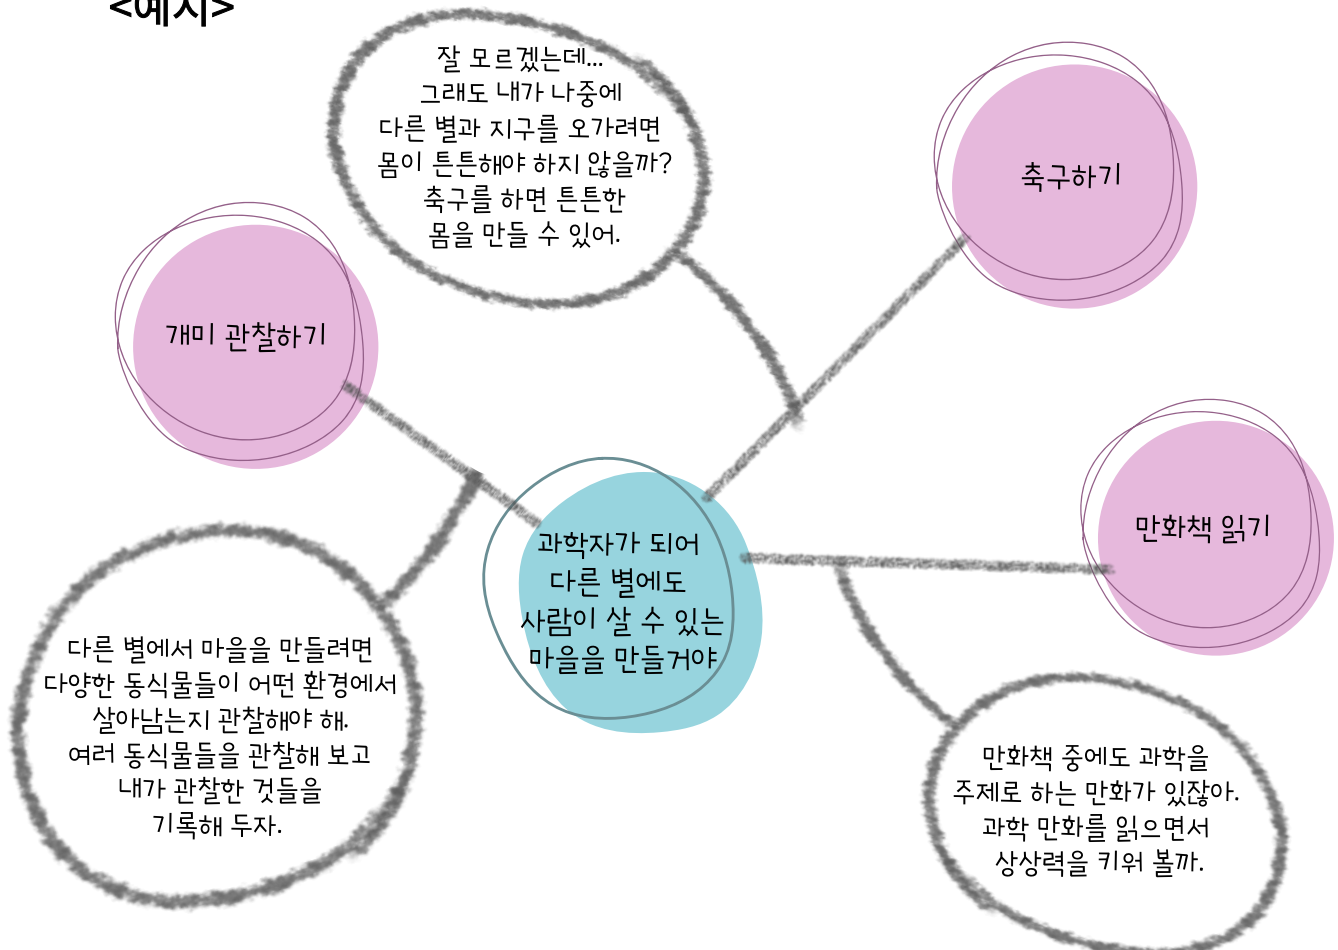 <예시>
잘 모르겠는데...
그래도 내가 나중에
다른 별과 지구를 오가려면
몸이 튼튼해야 하지 않을까?
축구를 하면 튼튼한
몸을 만들 수 있어.
축구하기
개미 관찰하기
만화책 읽기
과학자가 되어
다른 별에도
사람이 살 수 있는
마을을 만들거야
다른 별에서 마을을 만들려면
다양한 동식물들이 어떤 환경에서
살아남는지 관찰해야 해.
여러 동식물들을 관찰해 보고
내가 관찰한 것들을
기록해 두자.
만화책 중에도 과학을
주제로 하는 만화가 있잖아.
과학 만화를 읽으면서
상상력을 키워 볼까.